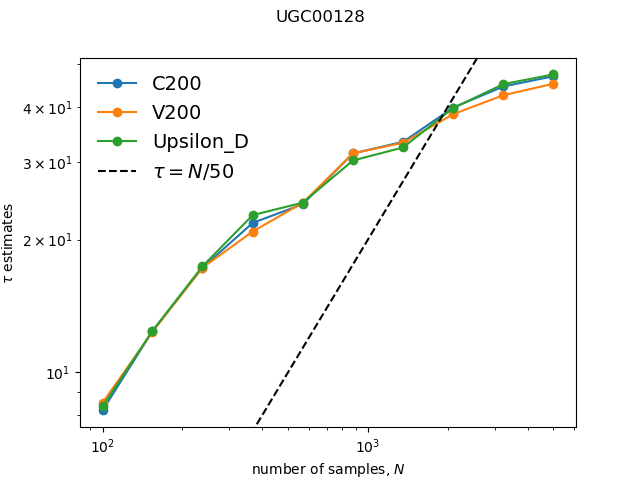 UGC00128
C200
V200
Upsilon_D
τ = N/50
4 × 10¹
3 × 10¹
2 × 10¹
10¹
τ estimates
10² 10³
number of samples, N